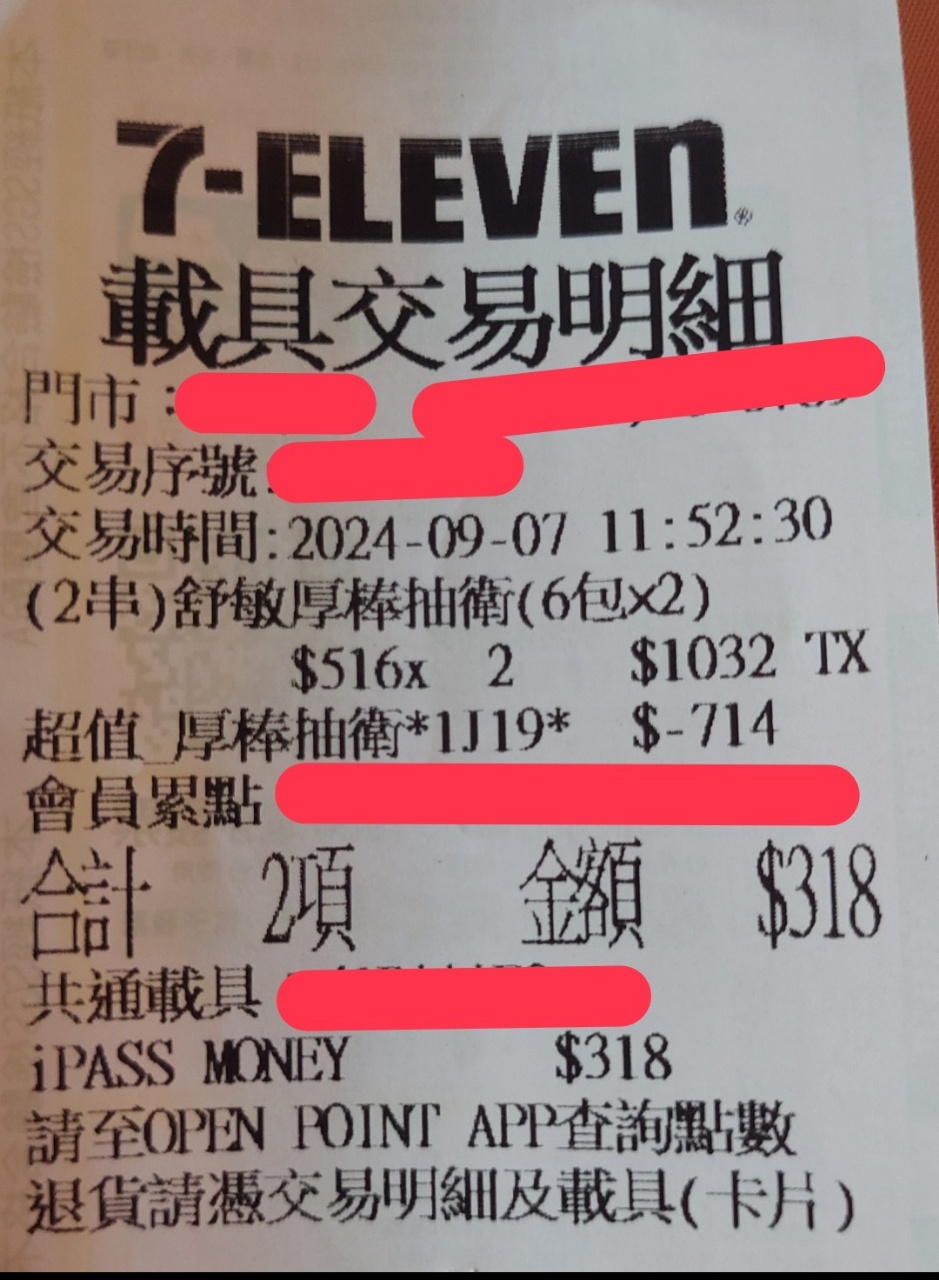 7-ELEVEN®
載具交易明細
門市:
交易序號:
交易時間:2024-09-07 11:52:30
(2串)舒敏厚棒抽衛(6包x2)
$516x 2 $1032 TX
超值_厚棒抽衛*1J19* $-714
會員累點
合計 2項 金額 $318
共通載具
iPASS MONEY $318
請至OPEN POINT APP查詢點數
退貨請憑交易明細及載具(卡片)